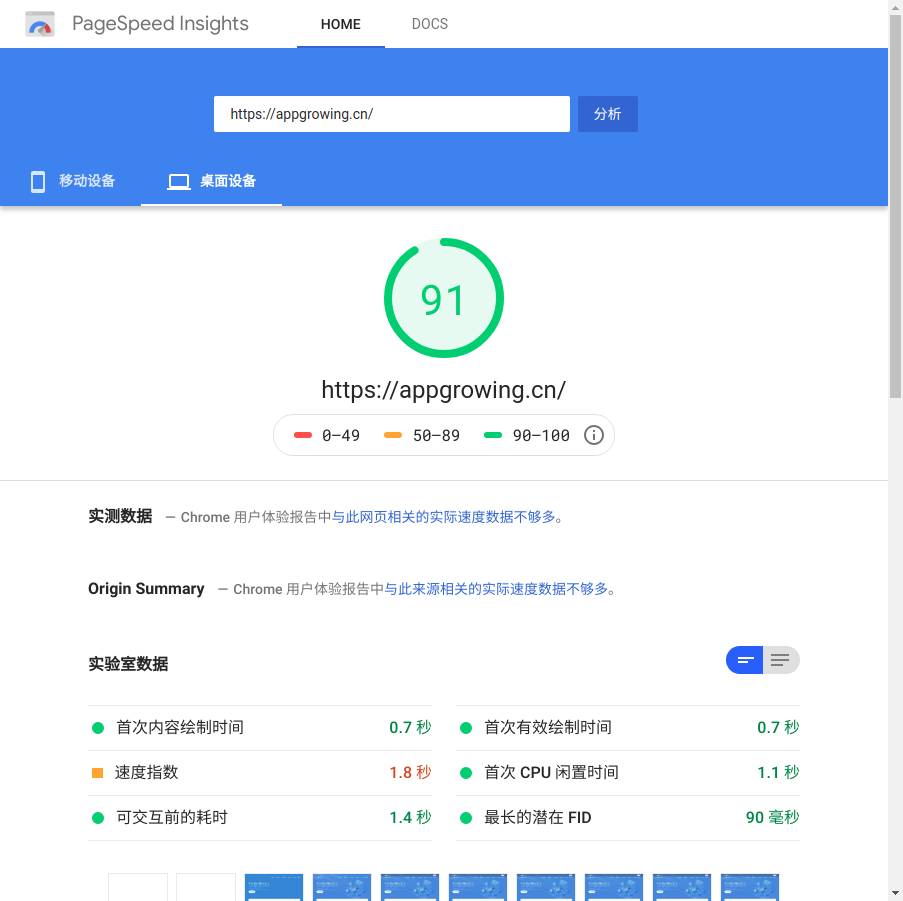 PageSpeed Insights
HOME
DOCS
https://appgrowing.cn/
分析
移动设备
桌面设备
91
https://appgrowing.cn/
0–49
50–89
90–100
实测数据 — Chrome 用户体验报告中与此网页相关的实际速度数据不够多。
Origin Summary — Chrome 用户体验报告中与此来源相关的实际速度数据不够多。
实验室数据
首次内容绘制时间 0.7 秒
首次有效绘制时间 0.7 秒
速度指数 1.8 秒
首次 CPU 闲置时间 1.1 秒
可交互前的耗时 1.4 秒
最长的潜在 FID 90 毫秒